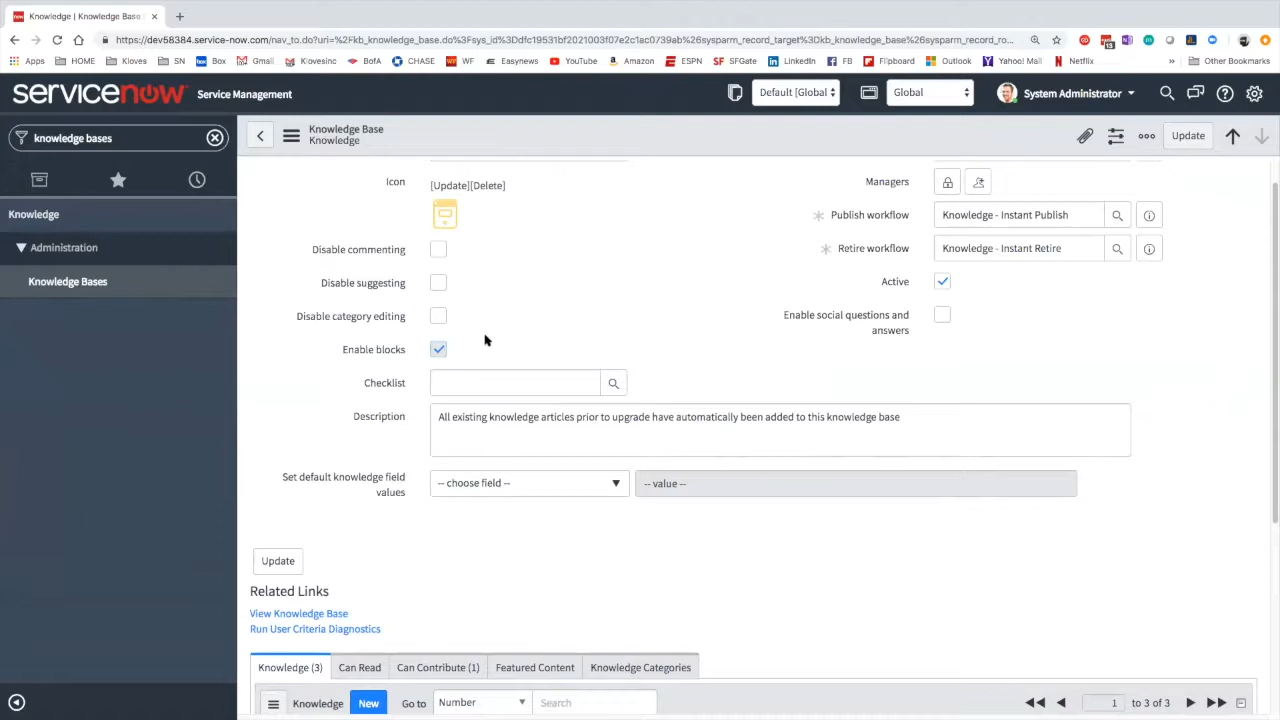 Knowledge | Knowledge Base
https://dev58384.service-now.com/nav_to.do?uri=%2Fkb_knowledge_base.do%3Fsys_id%3Ddfc19531bf2021003f07e2c1ac0739ab%26sysparm_record_target%3Dkb_knowledge_base%26sysparm_record_ro...
13
Apps HOME Kloves SN Box Gmail Klovesinc BofA CHASE WF Easynews YouTube Amazon ESPN SFGate LinkedIn FB Flipboard Outlook Yahoo! Mail Netflix » Other Bookmarks
servicenow Service Management Default [Global Global System Administrator
knowledge bases
Knowledge
Administration
Knowledge Bases
Knowledge Base
Knowledge
Update
Icon [Update][Delete]
Managers
Publish workflow Knowledge - Instant Publish
Disable commenting
Retire workflow Knowledge - Instant Retire
Disable suggesting
Active
Disable category editing
Enable social questions and
answers
Enable blocks
Checklist
Description All existing knowledge articles prior to upgrade have automatically been added to this knowledge base
Set default knowledge field
values
-- choose field -- -- value --
Update
Related Links
View Knowledge Base
Run User Criteria Diagnostics
Knowledge (3) Can Read Can Contribute (1) Featured Content Knowledge Categories
Knowledge New Go to Number Search 1 to 3 of 3